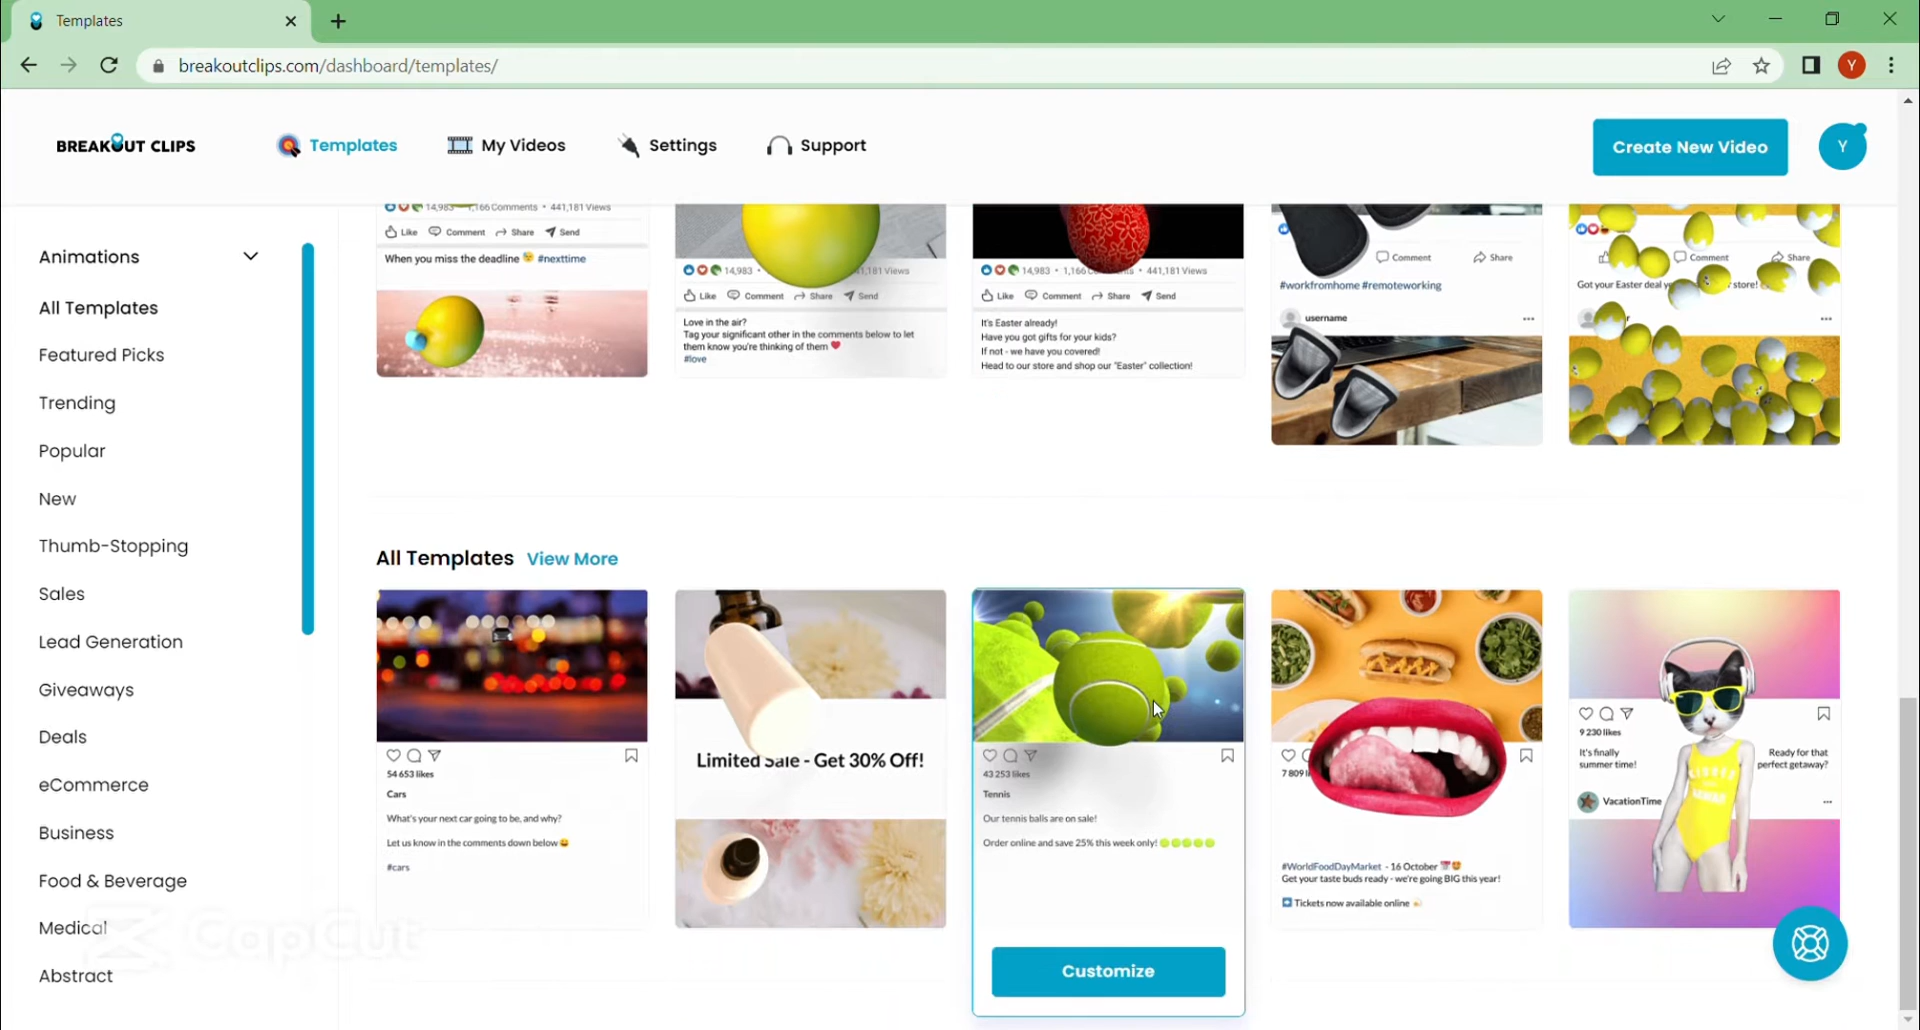 Templates
breakoutclips.com/dashboard/templates/
Y
BREAKOUT CLIPS
Templates
My Videos
Settings
Support
Create New Video
Y
Animations
All Templates
Featured Picks
Trending
Popular
New
Thumb-Stopping
Sales
Lead Generation
Giveaways
Deals
eCommerce
Business
Food & Beverage
Medical
Abstract
14,983 • 1,166 Comments • 441,181 Views
Like Comment Share Send
When you miss the deadline #nexttime
14,983 • 441,181 Views
Like Comment Share Send
Love in the air?
Tag your significant other in the comments below to let
them know you're thinking of them
#love
14,983 • 1,166 441,181 Views
Like Comment Share Send
It's Easter already!
Have you got gifts for your kids?
If not - we have you covered!
Head to our store and shop our "Easter" collection!
Comment Share
#workfromhome #remoteworking
username
Comment Share
Got your Easter deal store!
All Templates View More
54 653 likes
Cars
What's your next car going to be, and why?
Let us know in the comments down below
#cars
Limited Sale - Get 30% Off!
43 253 likes
Tennis
Our tennis balls are on sale!
Order online and save 25% this week only!
Customize
7 809
#WorldFoodDayMarket - 16 October
Get your taste buds ready - we're going BIG this year!
Tickets now available online
9 230 likes
It's finally
summer time!
Ready for that
perfect getaway?
VacationTime
CapCut